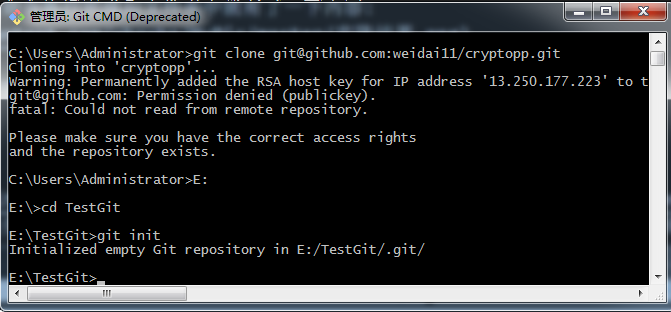 管理员: Git CMD (Deprecated)
C:\Users\Administrator>git clone git@github.com:weidai11/cryptopp.git
Cloning into 'cryptopp'...
Warning: Permanently added the RSA host key for IP address '13.250.177.223' to t
git@github.com: Permission denied (publickey).
fatal: Could not read from remote repository.
Please make sure you have the correct access rights
and the repository exists.
C:\Users\Administrator>E:
E:\>cd TestGit
E:\TestGit>git init
Initialized empty Git repository in E:/TestGit/.git/
E:\TestGit>